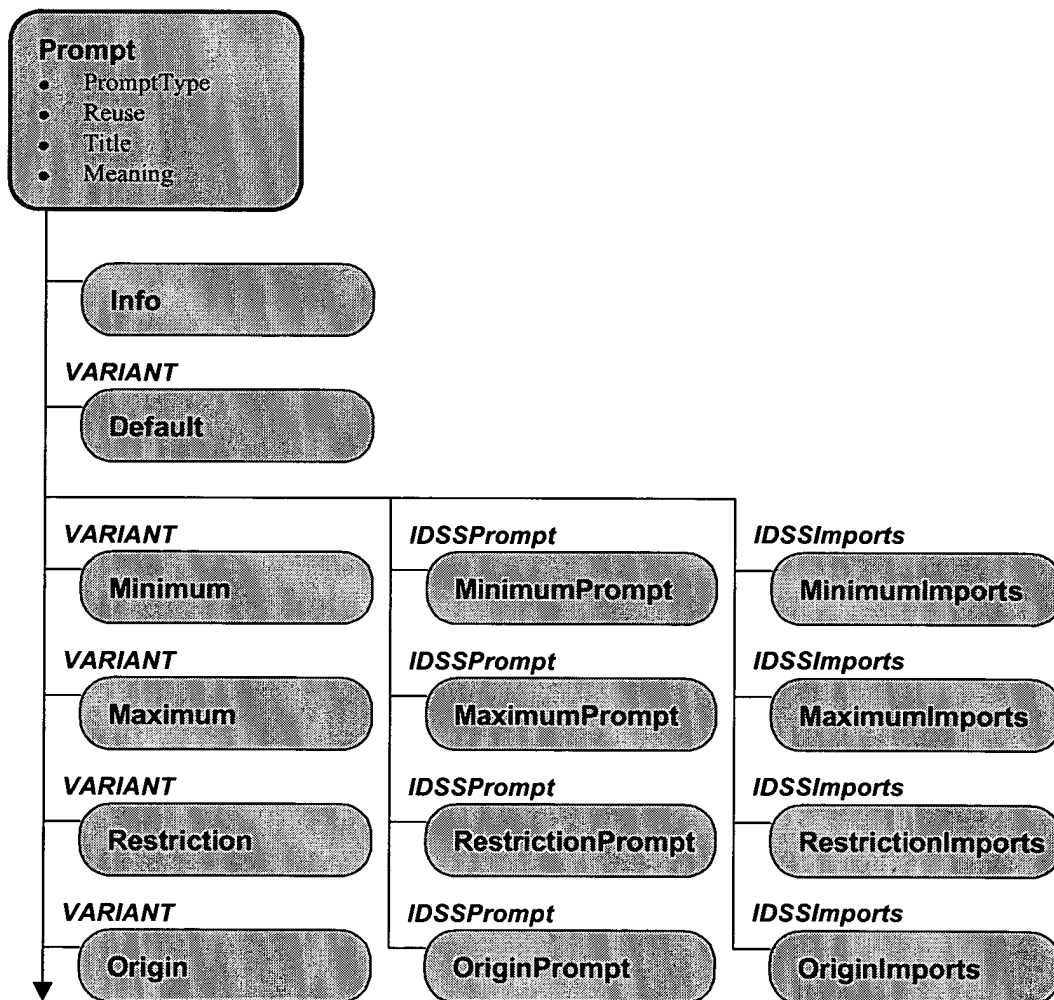 Prompt
• PromptType
• Reuse
• Title
• Meaning
Info
VARIANT
Default
VARIANT IDSSPrompt IDSSImports
Minimum MinimumPrompt MinimumImports
VARIANT IDSSPrompt IDSSImports
Maximum MaximumPrompt MaximumImports
VARIANT IDSSPrompt IDSSImports
Restriction RestrictionPrompt RestrictionImports
VARIANT IDSSPrompt IDSSImports
Origin OriginPrompt OriginImports